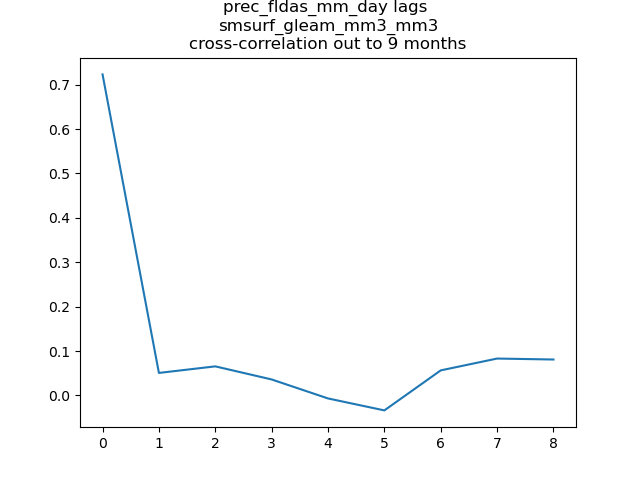 prec_fldas_mm_day lags
smsurf_gleam_mm3_mm3
cross-correlation out to 9 months
0.7
0.6
0.5
0.4
0.3
0.2
0.1
0.0
0 1 2 3 4 5 6 7 8